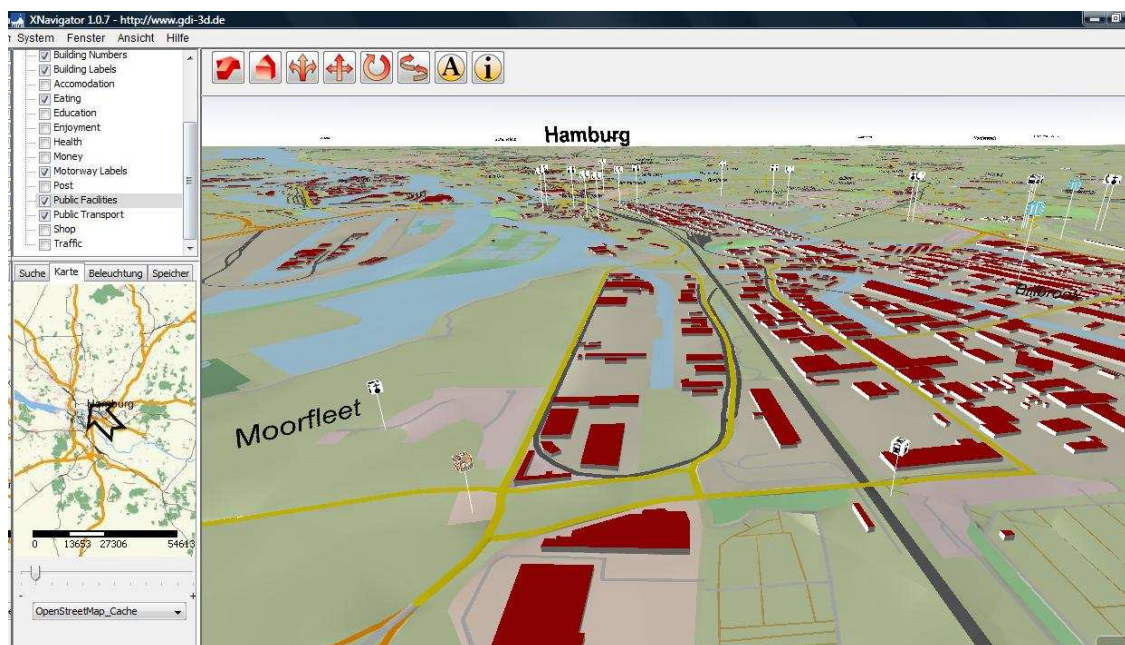 XNavigator 1.0.7 - http://www.gdi-3d.de
System Fenster Ansicht Hilfe
Building Numbers
Building Labels
Accomodation
Eating
Education
Enjoyment
Health
Money
Motorway Labels
Post
Public Facilities
Public Transport
Shop
Traffic
Suche Karte Beleuchtung Speicher
Hamburg
0 13653 27306 54613
- +
OpenStreetMap_Cache
A i
Hamburg
Moorfleet
Billbrook